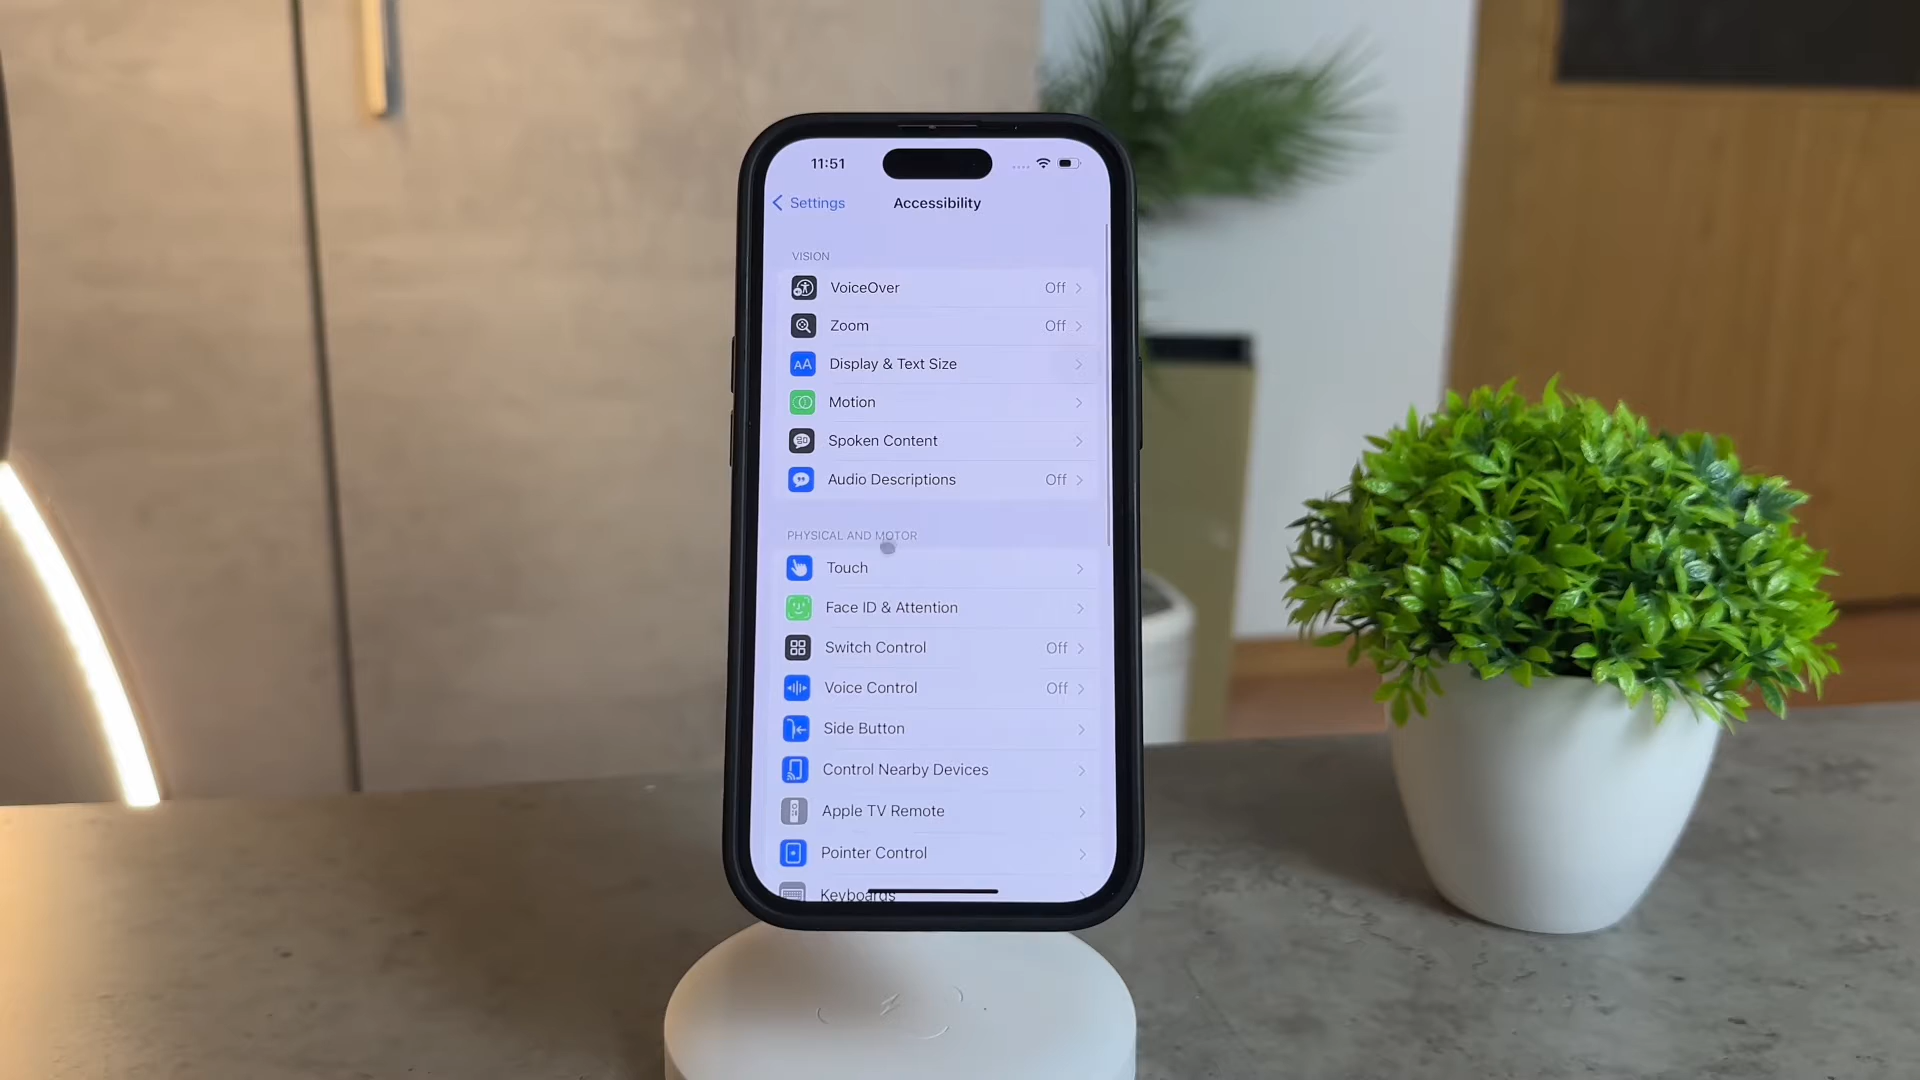 11:51
Settings
Accessibility
VISION
VoiceOver Off
Zoom Off
Display & Text Size
Motion
Spoken Content
Audio Descriptions Off
PHYSICAL AND MOTOR
Touch
Face ID & Attention
Switch Control Off
Voice Control Off
Side Button
Control Nearby Devices
Apple TV Remote
Pointer Control
Keyboards